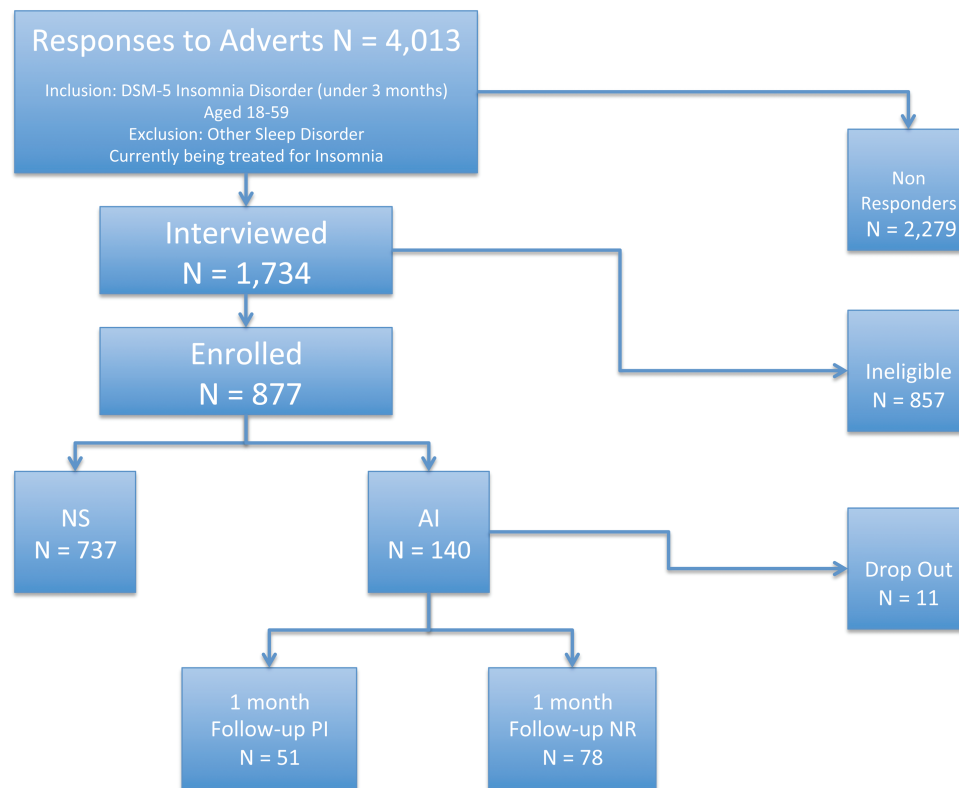 Responses to Adverts N = 4,013
Inclusion: DSM-5 Insomnia Disorder (under 3 months)
Aged 18-59
Exclusion: Other Sleep Disorder
Currently being treated for Insomnia
Non
Responders
N = 2,279
Interviewed
N = 1,734
Enrolled
N = 877
Ineligible
N = 857
NS
N = 737
AI
N = 140
Drop Out
N = 11
1 month
Follow-up PI
N = 51
1 month
Follow-up NR
N = 78